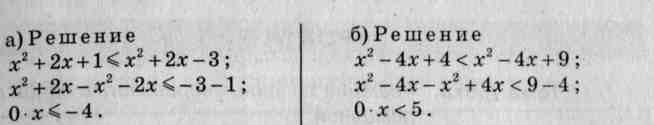 а) Решение
x² + 2x + 1 ⩽ x² + 2x − 3;
x² + 2x − x² − 2x ⩽ −3 − 1;
0 · x ⩽ −4.
б) Решение
x² − 4x + 4 < x² − 4x + 9;
x² − 4x − x² + 4x < 9 − 4;
0 · x < 5.